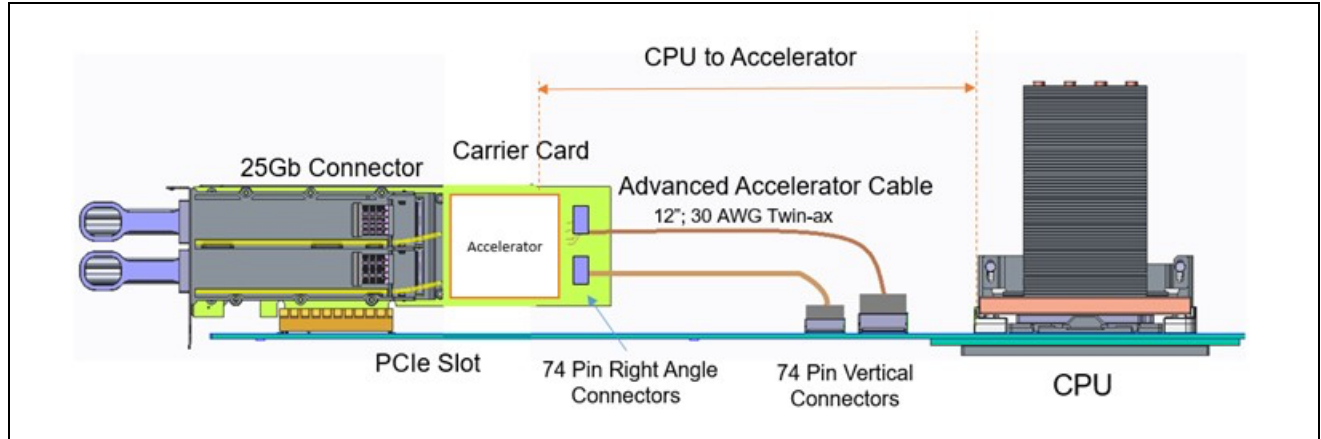 CPU to Accelerator
Carrier Card
25Gb Connector
Advanced Accelerator Cable
12”; 30 AWG Twin-ax
Accelerator
PCIe Slot
74 Pin Right Angle
Connectors
74 Pin Vertical
Connectors
CPU